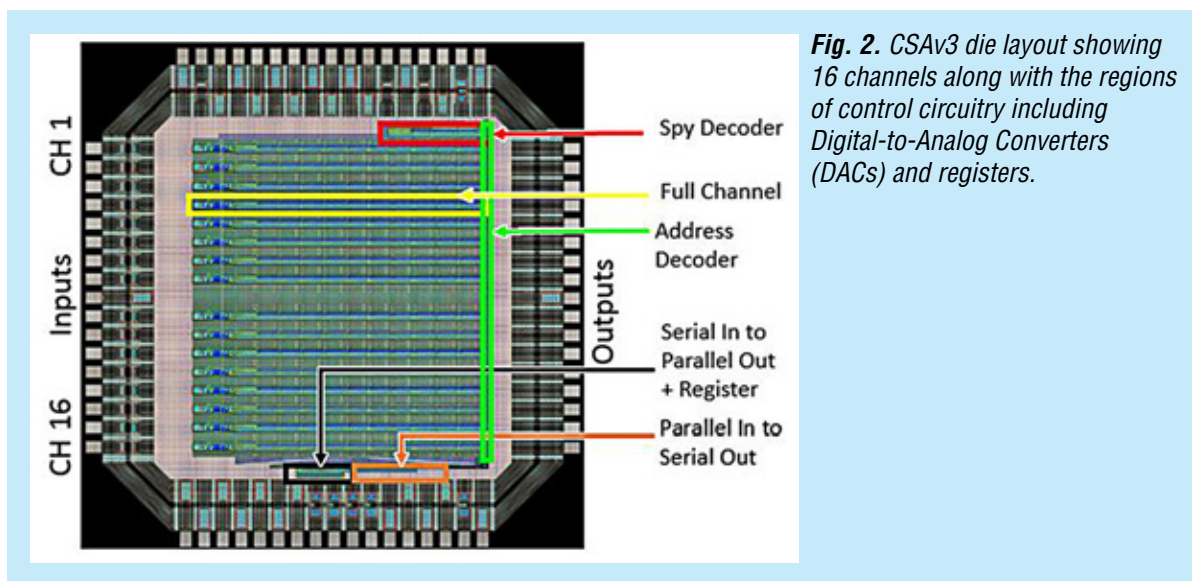 CH 1
Inputs
CH 16
Outputs
Spy Decoder
Full Channel
Address
Decoder
Serial In to
Parallel Out
+ Register
Parallel In to
Serial Out
Fig. 2. CSAv3 die layout showing
16 channels along with the regions
of control circuitry including
Digital-to-Analog Converters
(DACs) and registers.